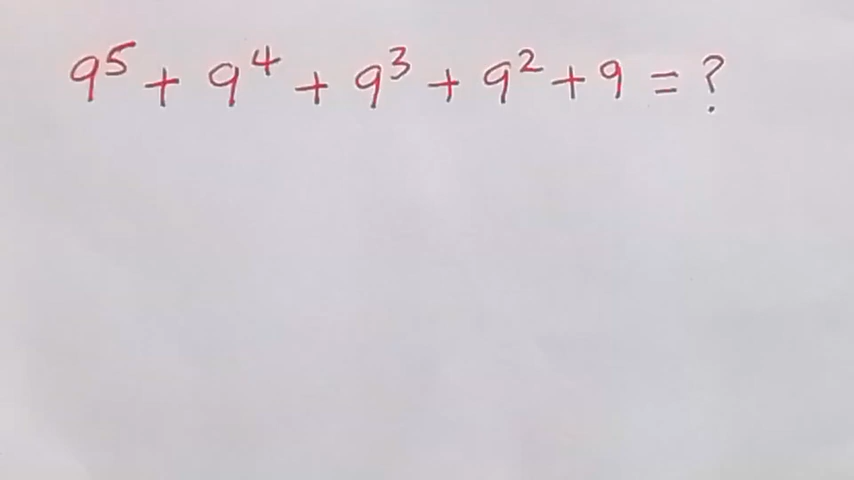 9⁵ + 9⁴ + 9³ + 9² + 9 = ?